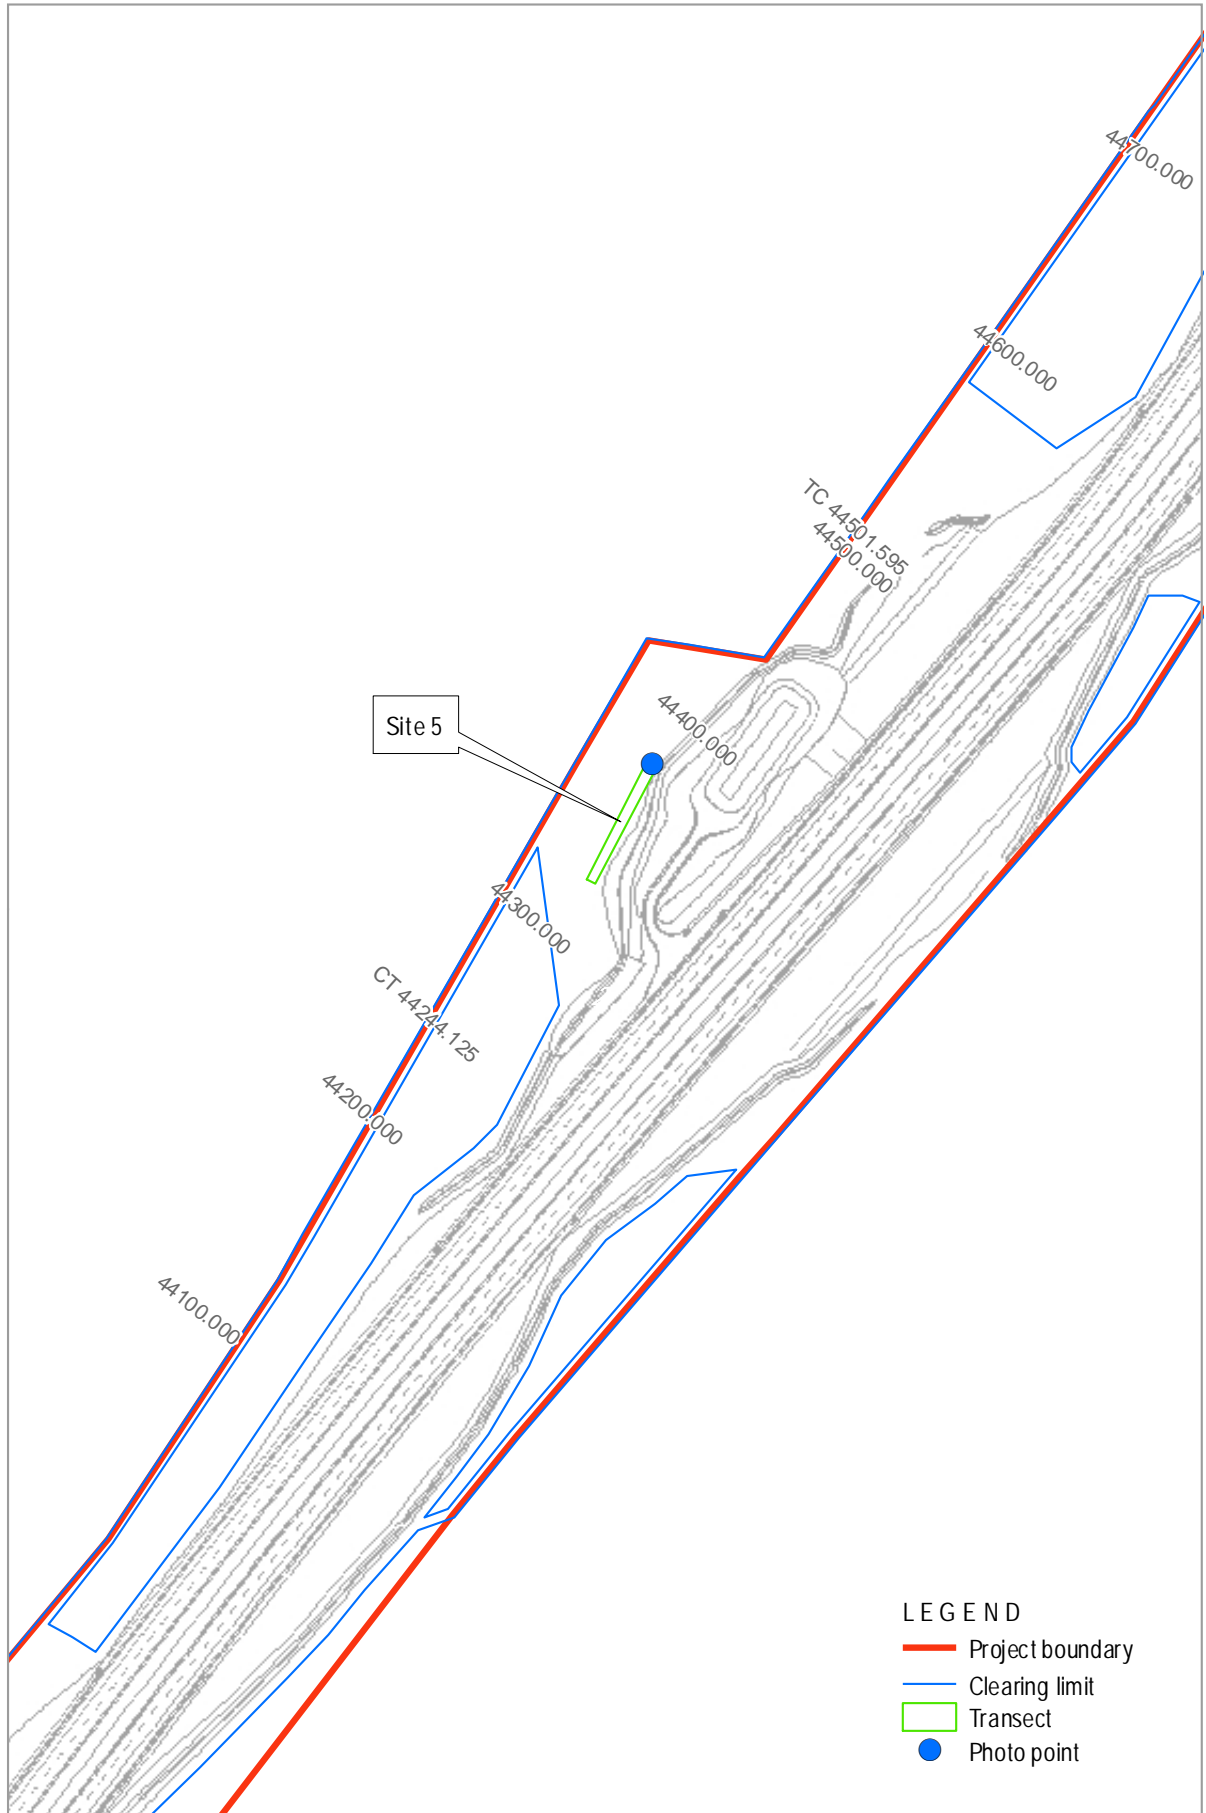 44700.000
44600.000
TC 44501.595
44500.000
Site 5
44400.000
44300.000
CT 44244.125
44200.000
44100.000
LEGEND
Project boundary
Clearing limit
Transect
Photo point